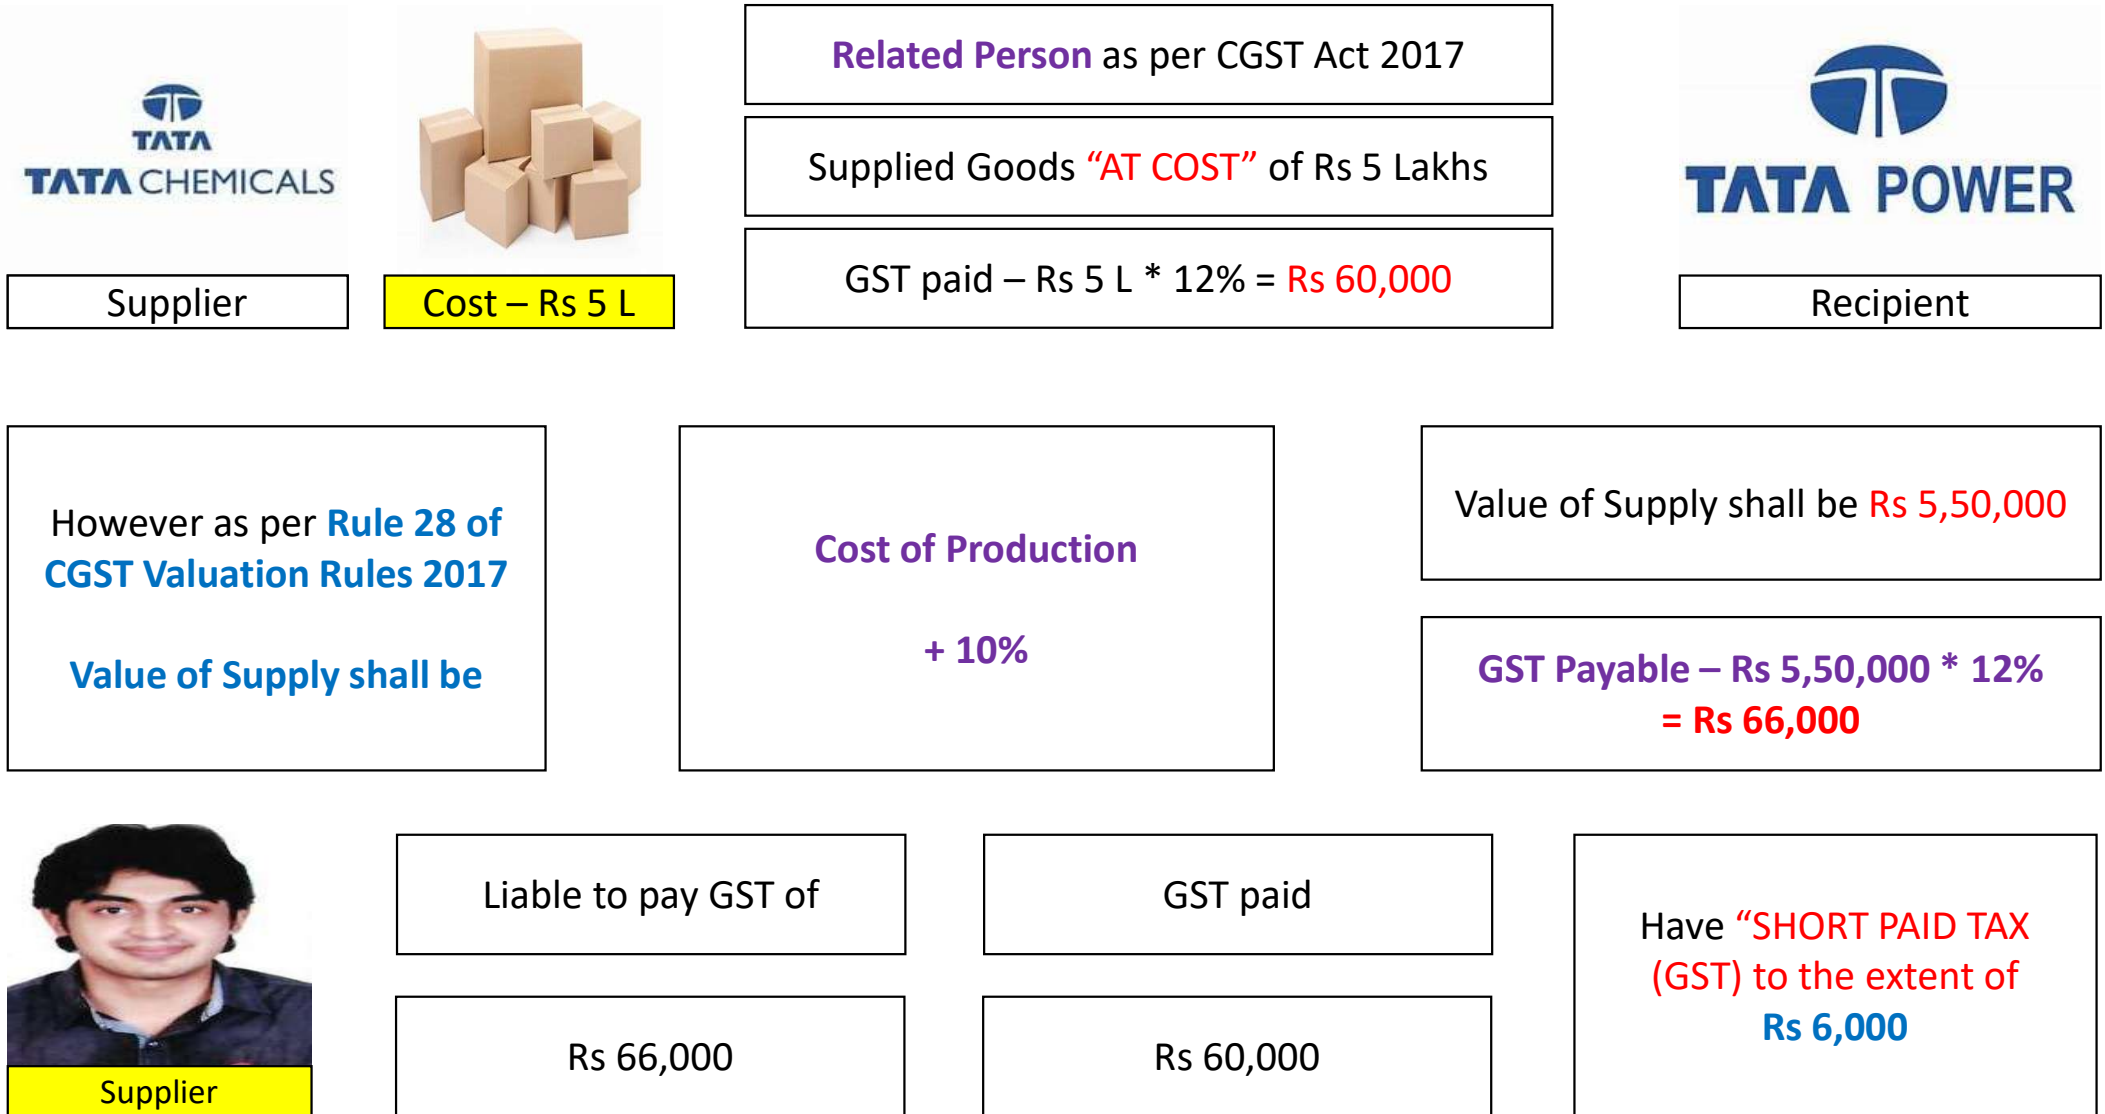 TATA
TATA CHEMICALS
Supplier
Cost – Rs 5 L
Related Person as per CGST Act 2017
Supplied Goods “AT COST” of Rs 5 Lakhs
GST paid – Rs 5 L * 12% = Rs 60,000
TATA POWER
Recipient
However as per Rule 28 of
CGST Valuation Rules 2017
Value of Supply shall be
Cost of Production
+ 10%
Value of Supply shall be Rs 5,50,000
GST Payable – Rs 5,50,000 * 12%
= Rs 66,000
Supplier
Liable to pay GST of
Rs 66,000
GST paid
Rs 60,000
Have “SHORT PAID TAX
(GST) to the extent of
Rs 6,000